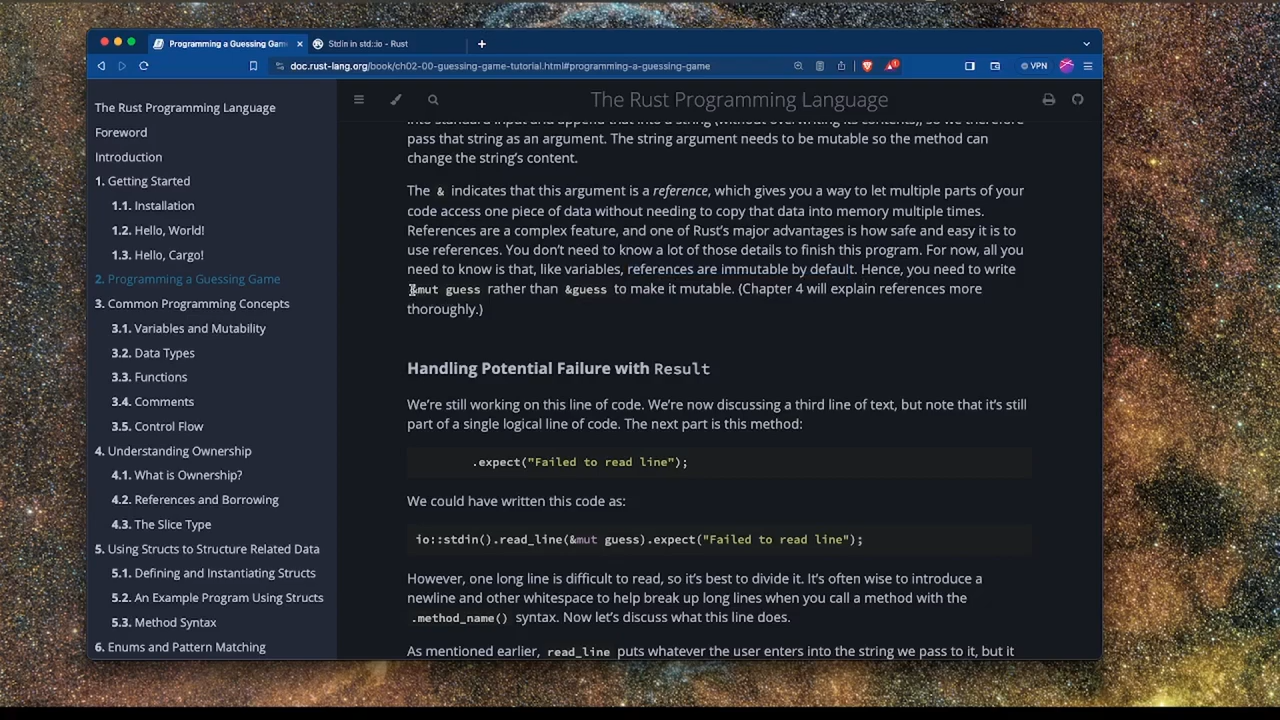 Programming a Guessing Gam
Stdin in std::io - Rust
doc.rust-lang.org/book/ch02-00-guessing-game-tutorial.html#programming-a-guessing-game
VPN
The Rust Programming Language
Foreword
Introduction
1. Getting Started
1.1. Installation
1.2. Hello, World!
1.3. Hello, Cargo!
2. Programming a Guessing Game
3. Common Programming Concepts
3.1. Variables and Mutability
3.2. Data Types
3.3. Functions
3.4. Comments
3.5. Control Flow
4. Understanding Ownership
4.1. What is Ownership?
4.2. References and Borrowing
4.3. The Slice Type
5. Using Structs to Structure Related Data
5.1. Defining and Instantiating Structs
5.2. An Example Program Using Structs
5.3. Method Syntax
6. Enums and Pattern Matching
The Rust Programming Language
into standard input and append that into a string (without overwriting its contents), so we therefore
pass that string as an argument. The string argument needs to be mutable so the method can
change the string’s content.
The & indicates that this argument is a reference, which gives you a way to let multiple parts of your
code access one piece of data without needing to copy that data into memory multiple times.
References are a complex feature, and one of Rust’s major advantages is how safe and easy it is to
use references. You don’t need to know a lot of those details to finish this program. For now, all you
need to know is that, like variables, references are immutable by default. Hence, you need to write
&mut guess rather than &guess to make it mutable. (Chapter 4 will explain references more
thoroughly.)
Handling Potential Failure with Result
We’re still working on this line of code. We’re now discussing a third line of text, but note that it’s still
part of a single logical line of code. The next part is this method:
.expect("Failed to read line");
We could have written this code as:
io::stdin().read_line(&mut guess).expect("Failed to read line");
However, one long line is difficult to read, so it’s best to divide it. It’s often wise to introduce a
newline and other whitespace to help break up long lines when you call a method with the
.method_name() syntax. Now let’s discuss what this line does.
As mentioned earlier, read_line puts whatever the user enters into the string we pass to it, but it